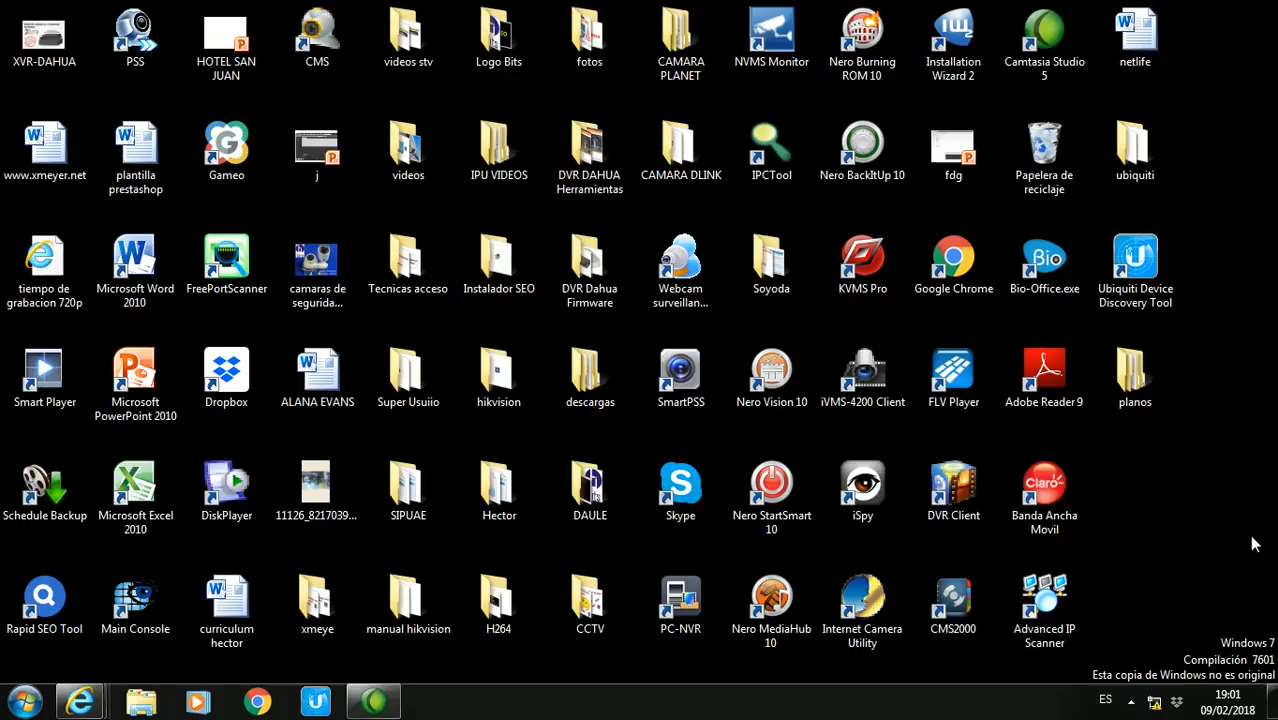 XVR-DAHUA
PSS
HOTEL SAN
JUAN
CMS
videos stv
Logo Bits
fotos
CAMARA
PLANET
NVMS Monitor
Nero Burning
ROM 10
Installation
Wizard 2
Camtasia Studio
5
netlife
www.xmeyer.net
plantilla
prestashop
Gameo
j
videos
IPU VIDEOS
DVR DAHUA
Herramientas
CAMARA DLINK
IPCTool
Nero BackItUp 10
fdg
Papelera de
reciclaje
ubiquiti
tiempo de
grabacion 720p
Microsoft Word
2010
FreePortScanner
camaras de
segurida...
Tecnicas acceso
Instalador SEO
DVR Dahua
Firmware
Webcam
surveillan...
Soyoda
KVMS Pro
Google Chrome
Bio-Office.exe
Ubiquiti Device
Discovery Tool
Smart Player
Microsoft
PowerPoint 2010
Dropbox
ALANA EVANS
Super Usuiio
hikvision
descargas
SmartPSS
Nero Vision 10
iVMS-4200 Client
FLV Player
Adobe Reader 9
planos
Schedule Backup
Microsoft Excel
2010
DiskPlayer
11126_8217039...
SIPUAE
Hector
DAULE
Skype
Nero StartSmart
10
iSpy
DVR Client
Claro
Banda Ancha
Movil
Rapid SEO Tool
Main Console
curriculum
hector
xmeye
manual hikvision
H264
CCTV
PC-NVR
Nero MediaHub
10
Internet Camera
Utility
CMS2000
Advanced IP
Scanner
Windows 7
Compilación 7601
Esta copia de Windows no es original
ES
19:01
09/02/2018